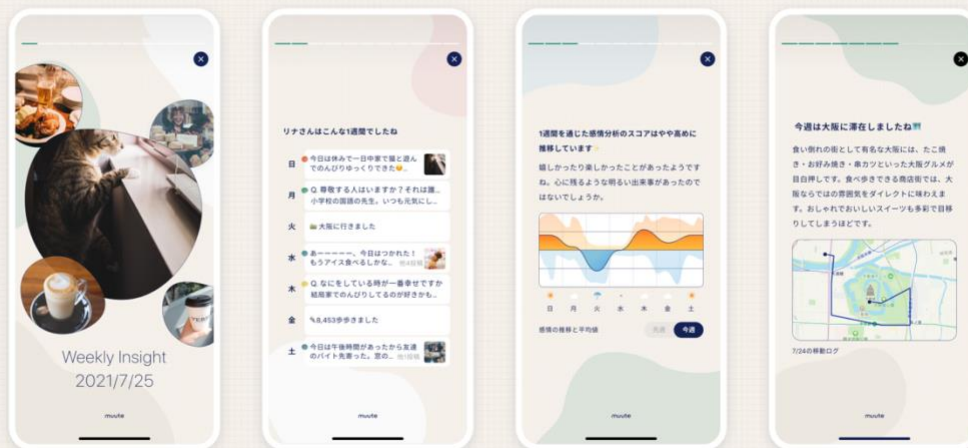 Weekly Insight
2021/7/25
muute
リナさんはこんな1週間でしたね
日
今日は休みで一日中家で猫と遊ん
でのんびりゆっくりできた
月
Q. 尊敬する人はいますか？それは誰…
小学校の国語の先生。いつも元気にし…
火
大阪に行きました
水
あーーーーー、今日はつかれた！
もうアイス食べるしかな…
木
Q. なにをしている時が一番幸せですか
結局家でのんびりしてるのが好きかも…
金
8,453歩歩きました
土
今日は午後時間があったから友達
のバイト先寄った。窓の…
muute
1週間を通じた感情分析のスコアはやや高めに
推移しています
嬉しかったり楽しかったことがあったようです
ね。心に残るような明るい出来事があったので
はないでしょうか。
日 月 火 水 木 金 土
感情の推移と平均値
先週 今週
muute
今週は大阪に滞在しましたね
食い倒れの街として有名な大阪には、たこ焼
き・お好み焼き・串カツといった大阪グルメが
目白押しです。食べ歩きできる商店街では、大
阪ならではの雰囲気をダイレクトに味わえま
す。おしゃれでおいしいスイーツも多彩で目移
りしてしまうほどです。
7/24の移動ログ
muute